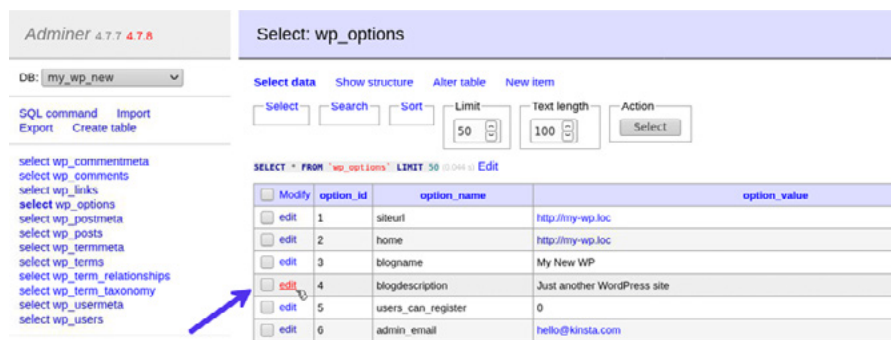 Adminer 4.7.7 4.7.8
DB: my_wp_new
SQL command Import
Export Create table
select wp_commentmeta
select wp_comments
select wp_links
select wp_options
select wp_postmeta
select wp_posts
select wp_termmeta
select wp_terms
select wp_term_relationships
select wp_term_taxonomy
select wp_usermeta
select wp_users
Select: wp_options
Select data Show structure Alter table New item
Select Search Sort Limit Text length Action
50 100 Select
SELECT * FROM `wp_options` LIMIT 50 (0.044 s) Edit
Modify option_id option_name option_value
edit 1 siteurl http://my-wp.loc
edit 2 home http://my-wp.loc
edit 3 blogname My New WP
edit 4 blogdescription Just another WordPress site
edit 5 users_can_register 0
edit 6 admin_email hello@kinsta.com